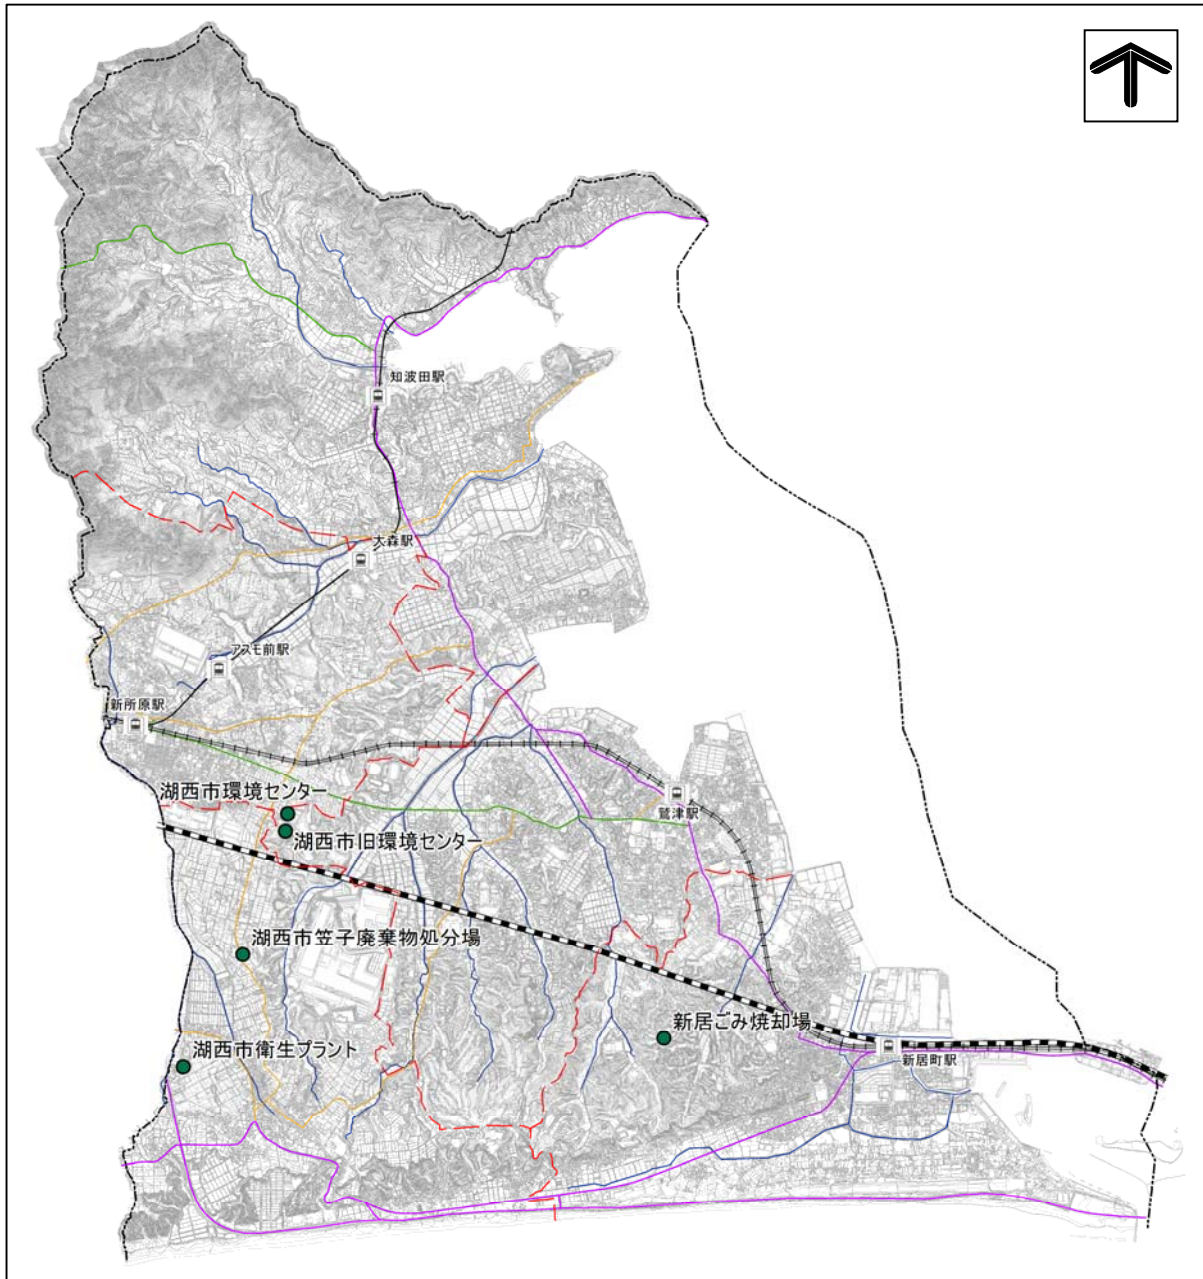 知波田駅
大森駅
アスモ前駅
新所原駅
湖西市環境センター
鷲津駅
湖西市旧環境センター
湖西市笠子廃棄物処分場
新居ごみ焼却場
湖西市衛生プラント
新居町駅